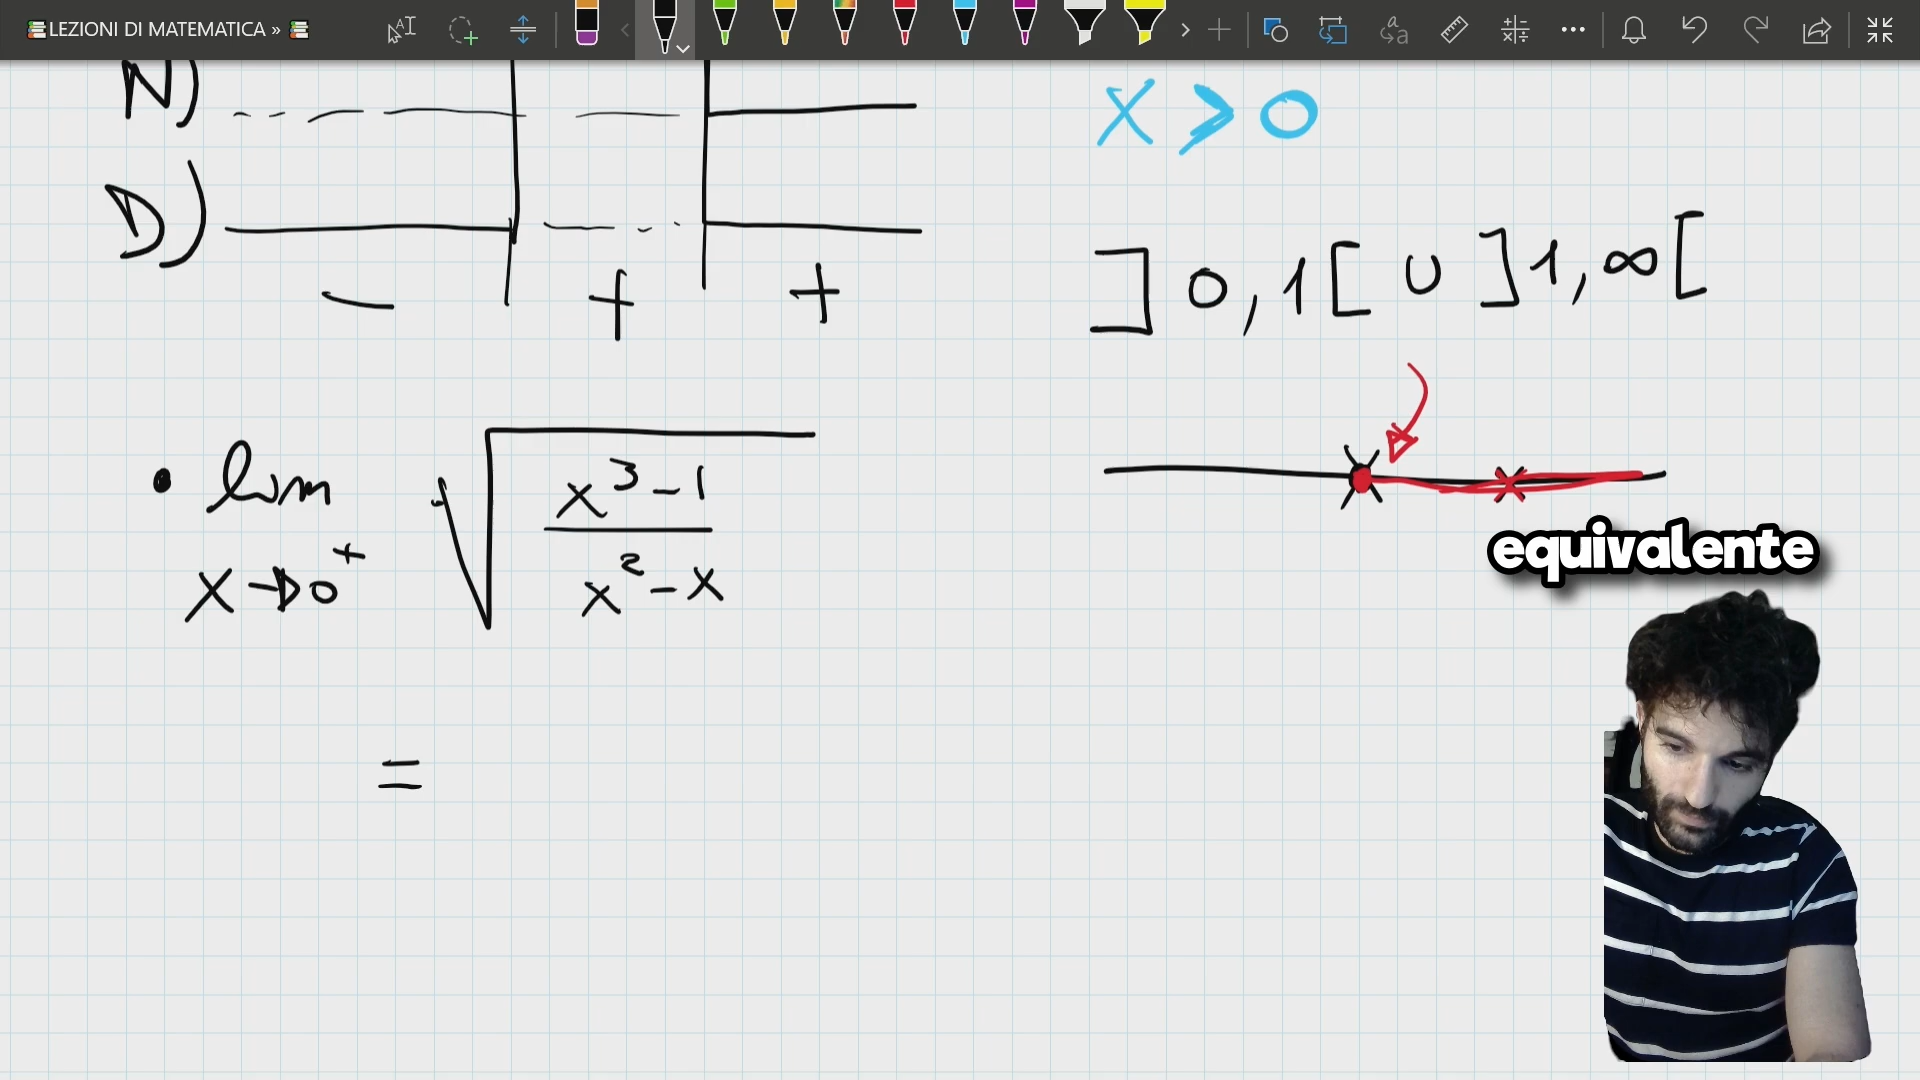 LEZIONI DI MATEMATICA »
N)
D)
− + +
x > 0
]0,1[ ∪ ]1,∞[
• lim x→0⁺ √((x³−1)/(x²−x))
=
equivalente